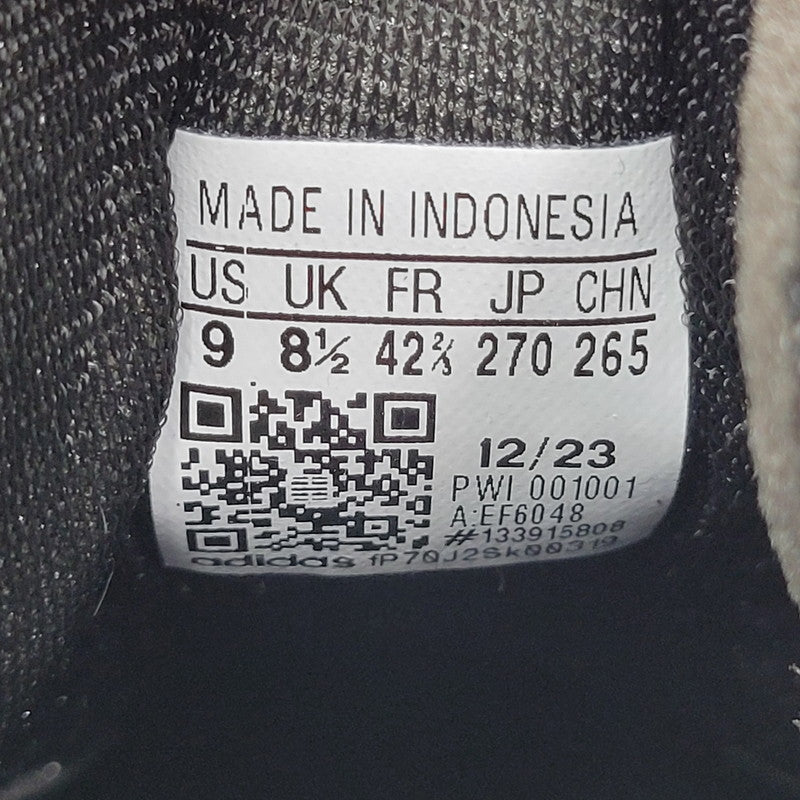 MADE IN INDONESIA
US UK FR JP CHN
9 8½ 42⅔ 270 265
12/23
PWI 001001
A:EF6048
#133915808
adidas fP70J2Sk00319